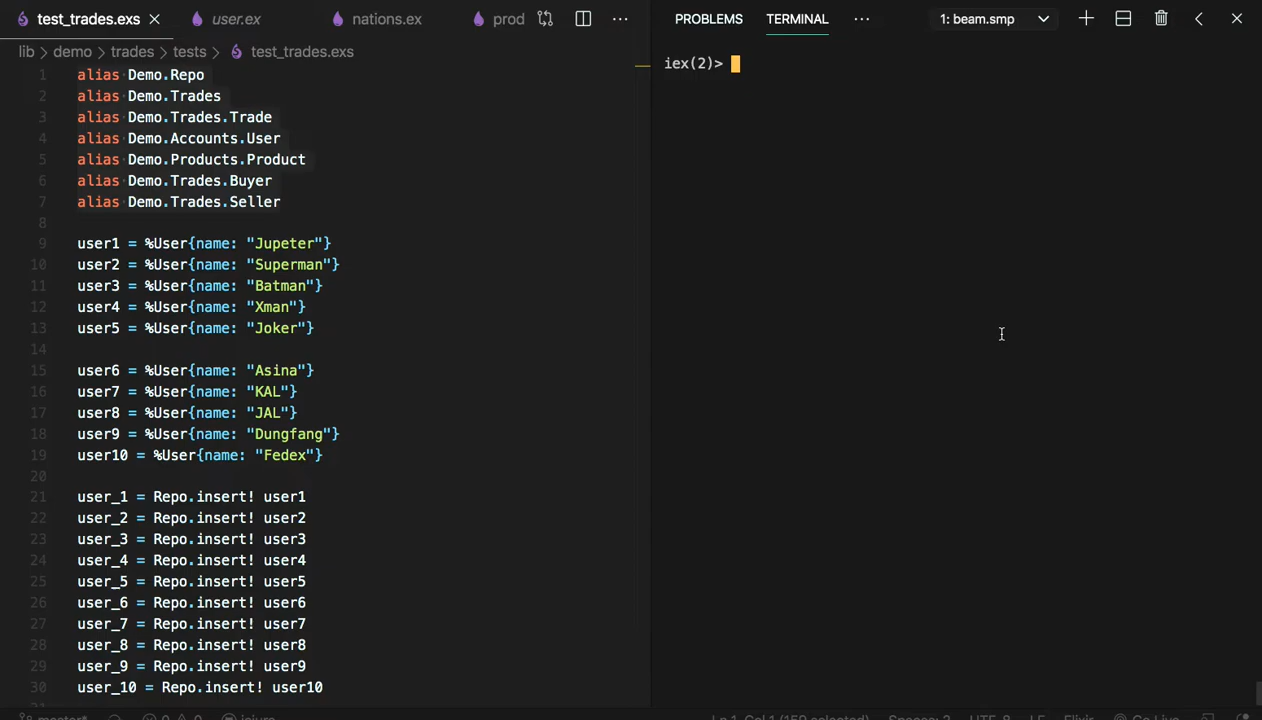 test_trades.exs user.ex nations.ex prod
PROBLEMS TERMINAL 1: beam.smp
lib > demo > trades > tests > test_trades.exs
iex(2)>
1 alias Demo.Repo
2 alias Demo.Trades
3 alias Demo.Trades.Trade
4 alias Demo.Accounts.User
5 alias Demo.Products.Product
6 alias Demo.Trades.Buyer
7 alias Demo.Trades.Seller
8
9 user1 = %User{name: "Jupeter"}
10 user2 = %User{name: "Superman"}
11 user3 = %User{name: "Batman"}
12 user4 = %User{name: "Xman"}
13 user5 = %User{name: "Joker"}
14
15 user6 = %User{name: "Asina"}
16 user7 = %User{name: "KAL"}
17 user8 = %User{name: "JAL"}
18 user9 = %User{name: "Dungfang"}
19 user10 = %User{name: "Fedex"}
20
21 user_1 = Repo.insert! user1
22 user_2 = Repo.insert! user2
23 user_3 = Repo.insert! user3
24 user_4 = Repo.insert! user4
25 user_5 = Repo.insert! user5
26 user_6 = Repo.insert! user6
27 user_7 = Repo.insert! user7
28 user_8 = Repo.insert! user8
29 user_9 = Repo.insert! user9
30 user_10 = Repo.insert! user10